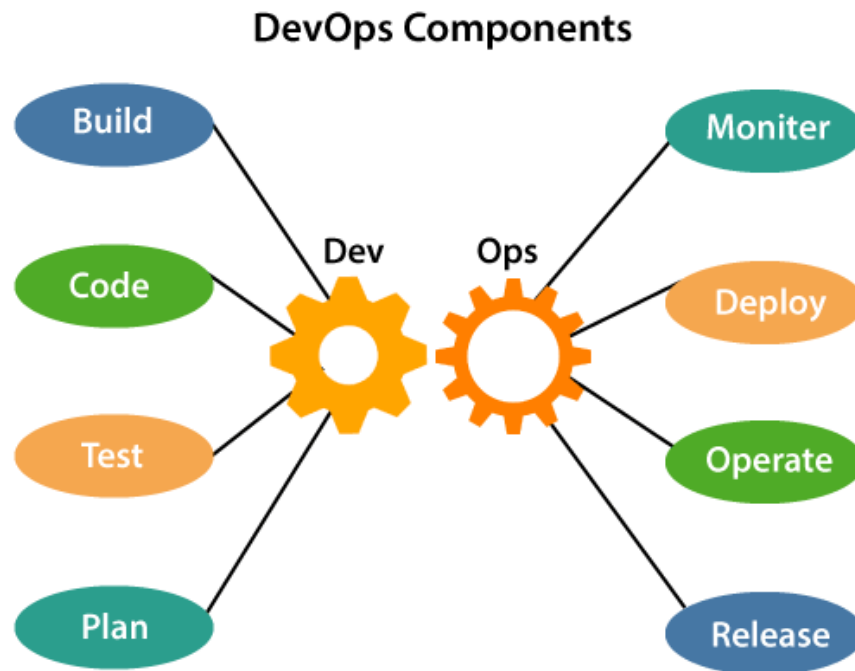 DevOps Components
Build
Code
Test
Plan
Dev
Ops
Moniter
Deploy
Operate
Release